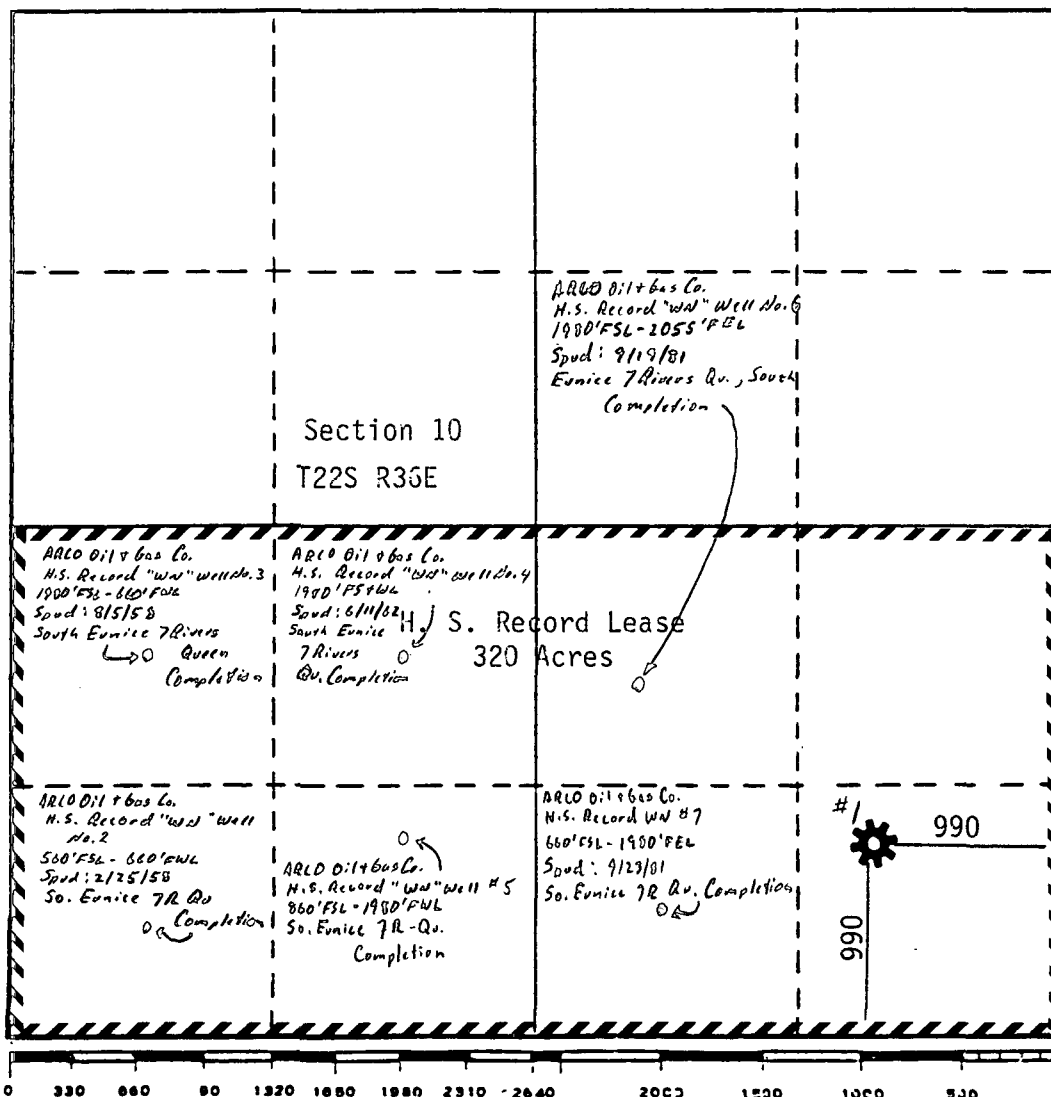 ARCO Oil + Gas Co.
H.S. Record "WN" Well No. 6
1980' FSL - 2055' FEL
Spud: 9/19/81
Eunice 7 Rivers Qu., South
Completion
Section 10
T22S R36E
ARCO Oil & Gas Co.
H.S. Record "WN" Well No. 3
1980' FSL - 660' FWL
Spud: 8/5/58
South Eunice 7 Rivers
Queen
Completion
ARCO Oil & Gas Co.
H.S. Record "WN" Well No. 4
1980' FS & WL
Spud: 6/11/62
South Eunice
7 Rivers
Qu. Completion
H. S. Record Lease
320 Acres
ARCO Oil + Gas Co.
H.S. Record "WN" Well
No. 2
560' FSL - 660' FWL
Spud: 2/25/58
So. Eunice 7R Qu
Completion
ARCO Oil + Gas Co.
H.S. Record "WN" Well #5
860' FSL - 1980' FWL
So. Eunice 7R - Qu.
Completion
ARCO Oil & Gas Co.
H.S. Record WN #7
660' FSL - 1980' FEL
Spud: 9/23/81
So. Eunice 7R Qu. Completion
#1
990
990
0 330 660 90 1320 1650 1980 2310 2640 2000 1500 1000 500